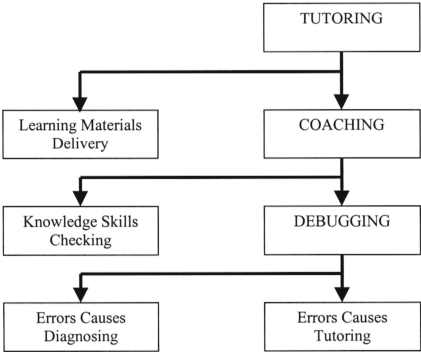 TUTORING
Learning Materials
Delivery
COACHING
Knowledge Skills
Checking
DEBUGGING
Errors Causes
Diagnosing
Errors Causes
Tutoring